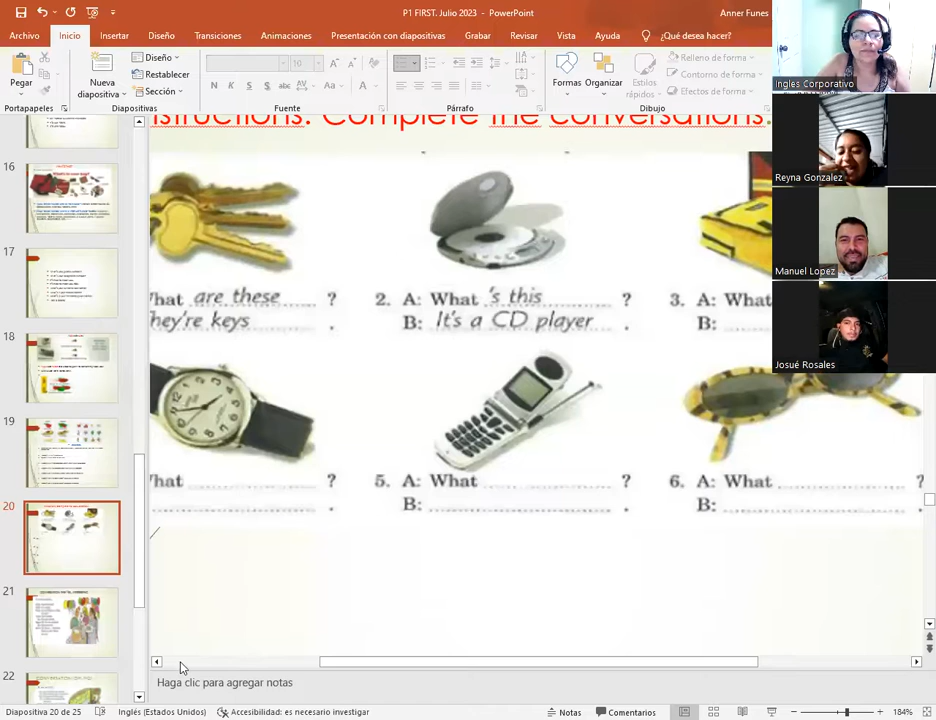 P1 FIRST. Julio 2023 - PowerPoint
Anner Funes
Archivo Inicio Insertar Diseño Transiciones Animaciones Presentación con diapositivas Grabar Revisar Vista Ayuda ¿Qué desea hacer?
Pegar
Nueva diapositiva
Diseño
Restablecer
Sección
N K S abc AV Aa A
Organizar
Estilos rápidos
Relleno de forma
Contorno de forma
Efectos de forma
Portapapeles Diapositivas Fuente Párrafo Dibujo
Ingles Corporativo
Reyna Gonzalez
Manuel Lopez
Josué Rosales
16
17
18
19
20
21
22
structions. Complete the conversations.
hat are these ?
hey're keys
2. A: What 's this ?
B: It's a CD player .
3. A: What
B:
hat ?
.
5. A: What ?
B: .
6. A: What ?
B: .
Haga clic para agregar notas
Diapositiva 20 de 25 Inglés (Estados Unidos) Accesibilidad: es necesario investigar Notas Comentarios 184%